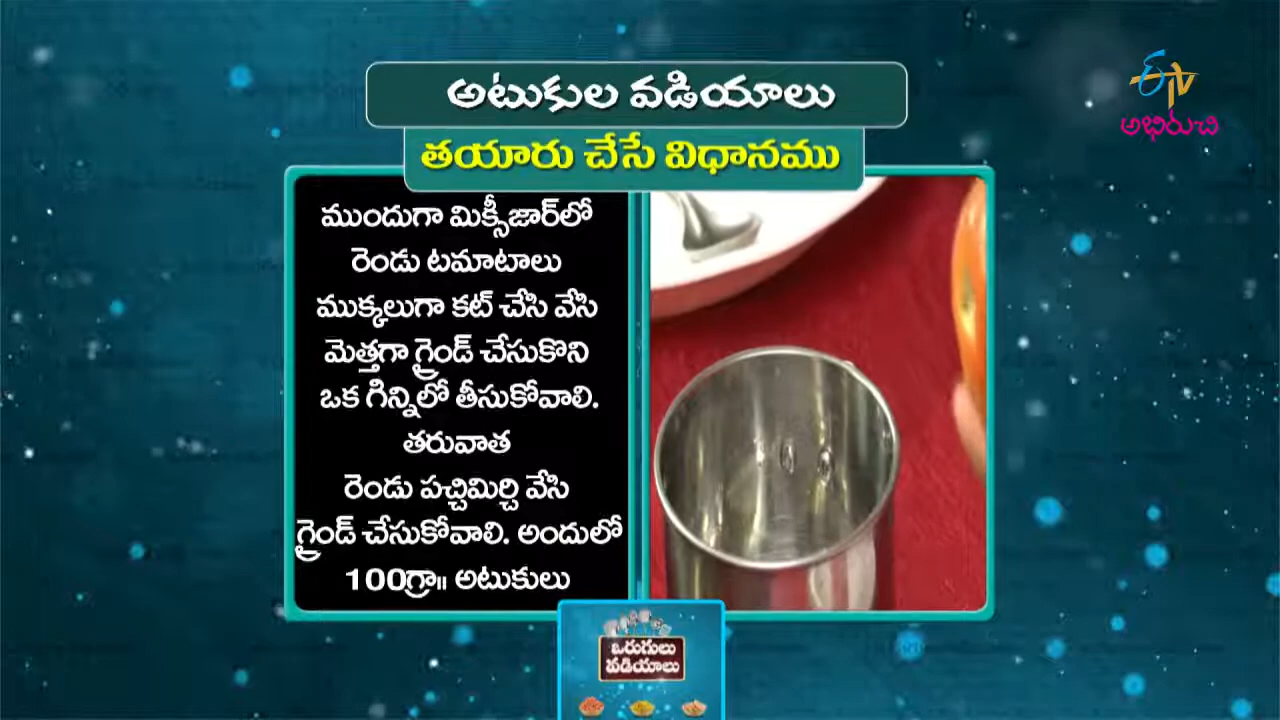 అటుకుల వడియాలు
తయారు చేసే విధానము
ETV
అభిరుచి
ముందుగా మిక్సీజార్‌లో
రెండు టమాటాలు
ముక్కలుగా కట్ చేసి వేసి
మెత్తగా గ్రైండ్ చేసుకొని
ఒక గిన్నెలో తీసుకోవాలి.
తరువాత
రెండు పచ్చిమిర్చి వేసి
గ్రైండ్ చేసుకోవాలి. అందులో
100గ్రా॥ అటుకులు
ఒరుగులు
వడియాలు